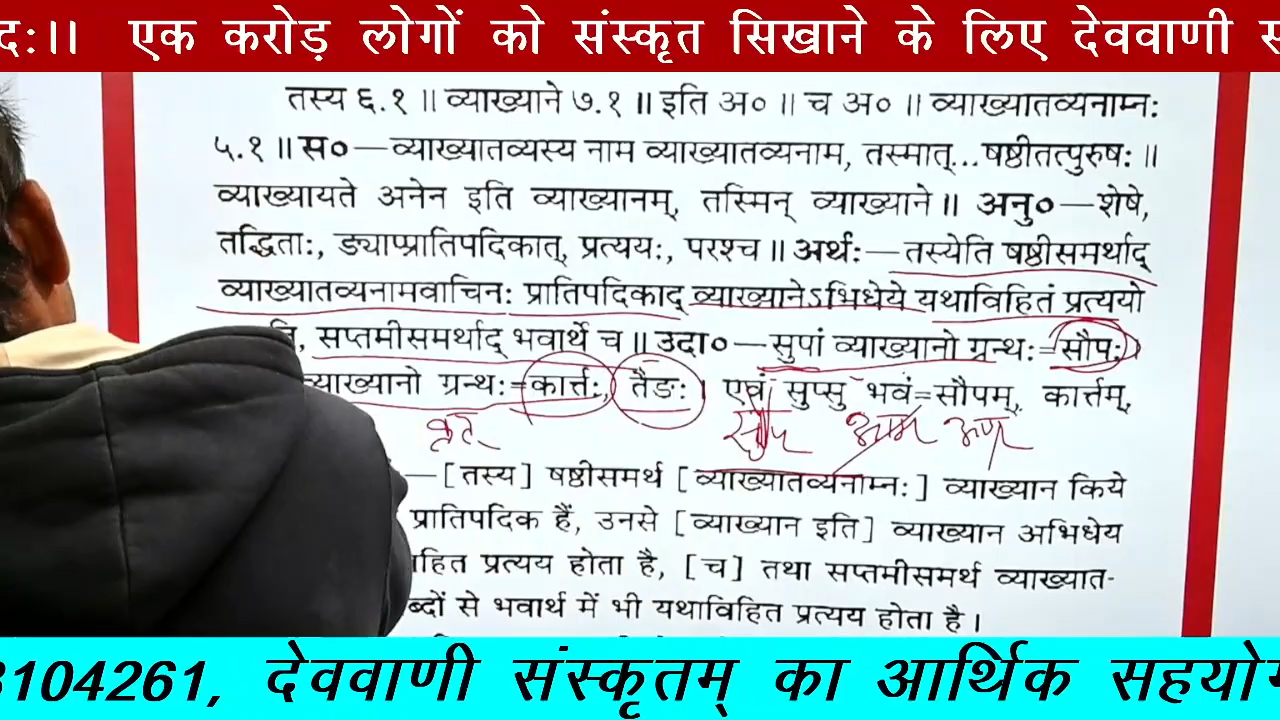 दः।। एक करोड़ लोगों को संस्कृत सिखाने के लिए देववाणी
तस्य ६.१ ॥ व्याख्याने ७.१ ॥ इति अ० ॥ च अ० ॥ व्याख्यातव्यनाम्नः
५.१ ॥ स०—व्याख्यातव्यस्य नाम व्याख्यातव्यनाम, तस्मात्...षष्ठीतत्पुरुषः ॥
व्याख्यायते अनेन इति व्याख्यानम्, तस्मिन् व्याख्याने ॥ अनु०—शेषे,
तद्धिताः, ङ्याप्प्रातिपदिकात्, प्रत्ययः, परश्च ॥ अर्थः—तस्येति षष्ठीसमर्थाद्
व्याख्यातव्यनामवाचिनः प्रातिपदिकाद् व्याख्यानेऽभिधेये यथाविहितं प्रत्ययो
सप्तमीसमर्थाद् भवार्थे च ॥ उदा०—सुपां व्याख्यानो ग्रन्थः=सौपः,
व्याख्यानो ग्रन्थः=कार्त्तः, तैङः। एवं सुप्सु भवं=सौपम्, कार्त्तम्,
—[तस्य] षष्ठीसमर्थ [व्याख्यातव्यनाम्नः] व्याख्यान किये
प्रातिपदिक हैं, उनसे [व्याख्यान इति] व्याख्यान अभिधेय
हित प्रत्यय होता है, [च] तथा सप्तमीसमर्थ व्याख्यात-
ब्दों से भवार्थ में भी यथाविहित प्रत्यय होता है।
3104261, देववाणी संस्कृतम् का आर्थिक सहयोग